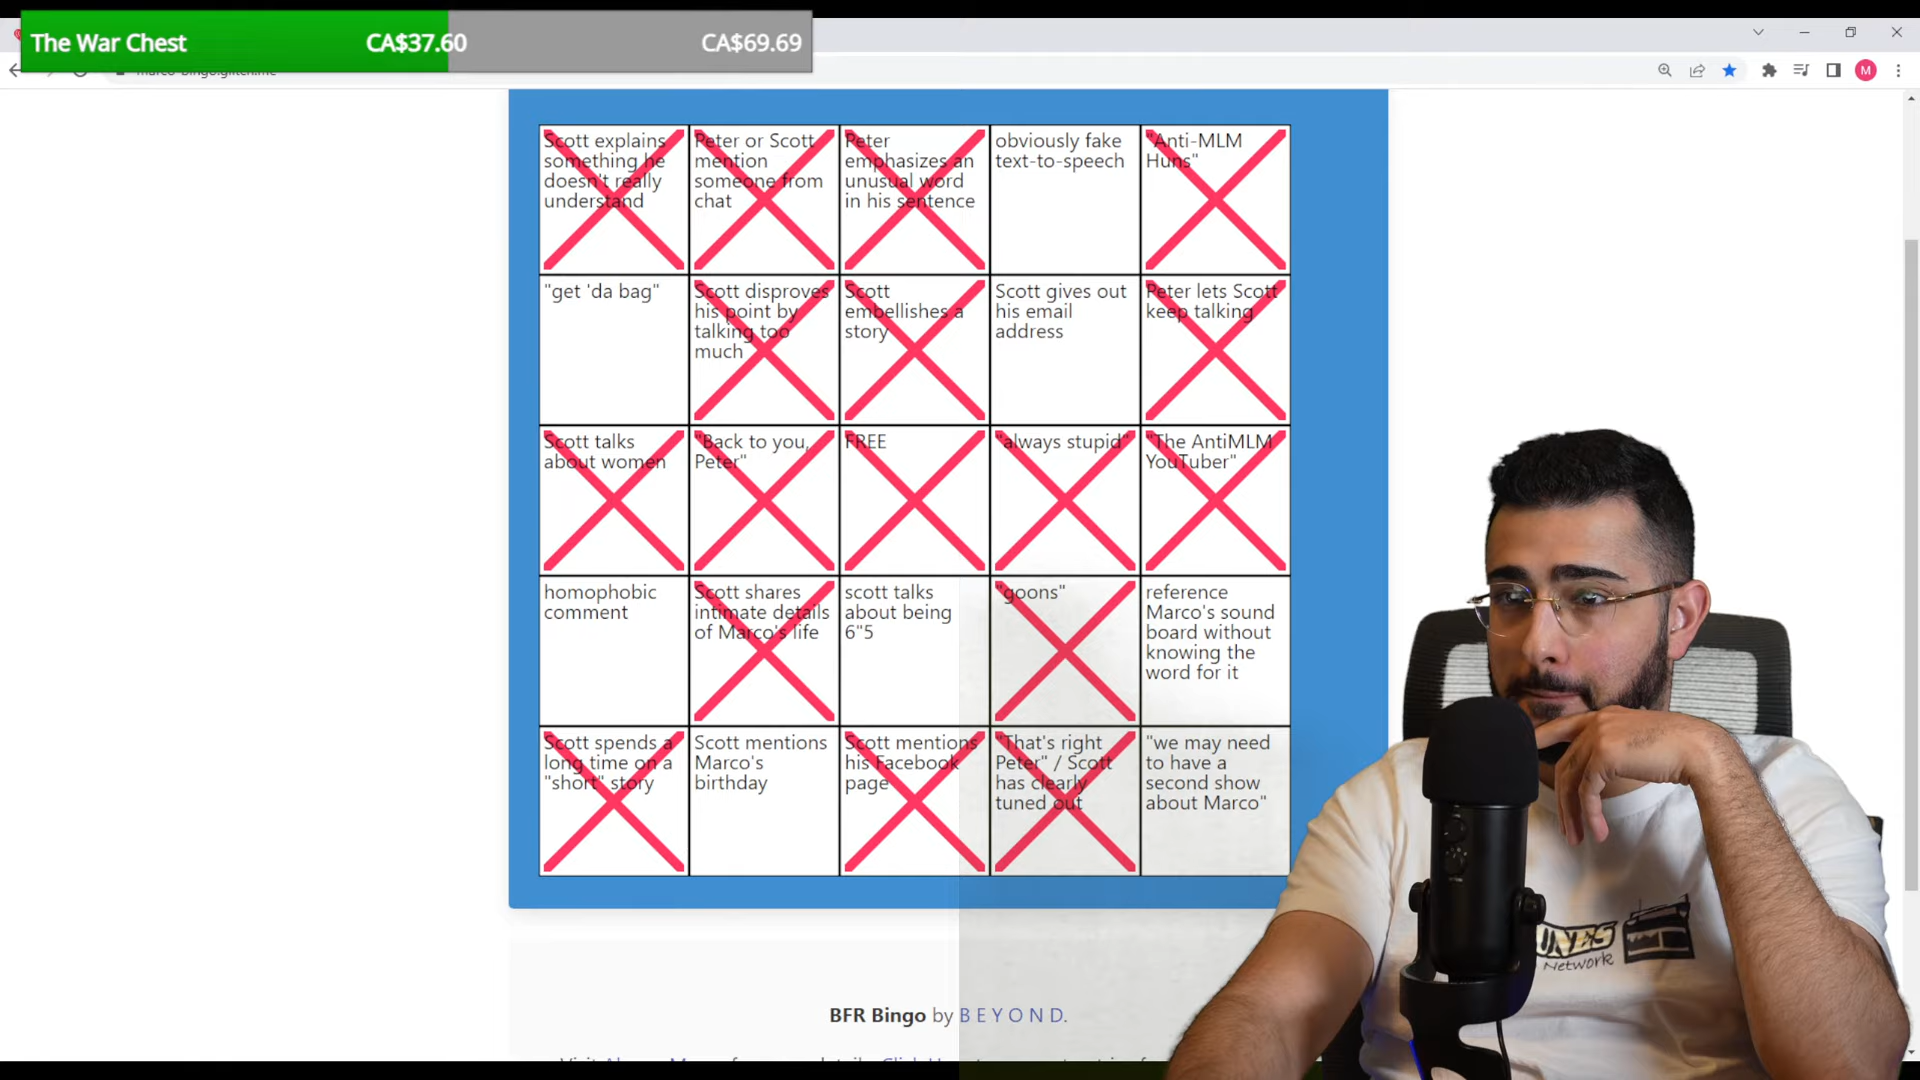 The War Chest CA$37.60 CA$69.69
marco-bingo.glitch.me
M
Scott explains
something he
doesn't really
understand
Peter or Scott
mention
someone from
chat
Peter
emphasizes an
unusual word
in his sentence
obviously fake
text-to-speech
"Anti-MLM
Huns"
"get 'da bag"
Scott disproves
his point by
talking too
much
Scott
embellishes a
story
Scott gives out
his email
address
Peter lets Scott
keep talking
Scott talks
about women
"Back to you,
Peter"
FREE
"always stupid"
"The AntiMLM
YouTuber"
homophobic
comment
Scott shares
intimate details
of Marco's life
scott talks
about being
6"5
"goons"
reference
Marco's sound
board without
knowing the
word for it
Scott spends a
long time on a
"short" story
Scott mentions
Marco's
birthday
Scott mentions
his Facebook
page
"That's right
Peter" / Scott
has clearly
tuned out
"we may need
to have a
second show
about Marco"
Network
BFR Bingo by B E Y O N D.